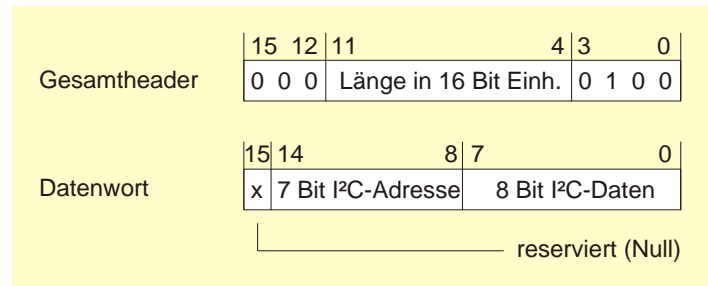 15 12 11 4 3 0
Gesamtheader 0 0 0 Länge in 16 Bit Einh. 0 1 0 0
15 14 8 7 0
Datenwort x 7 Bit I²C-Adresse 8 Bit I²C-Daten
reserviert (Null)